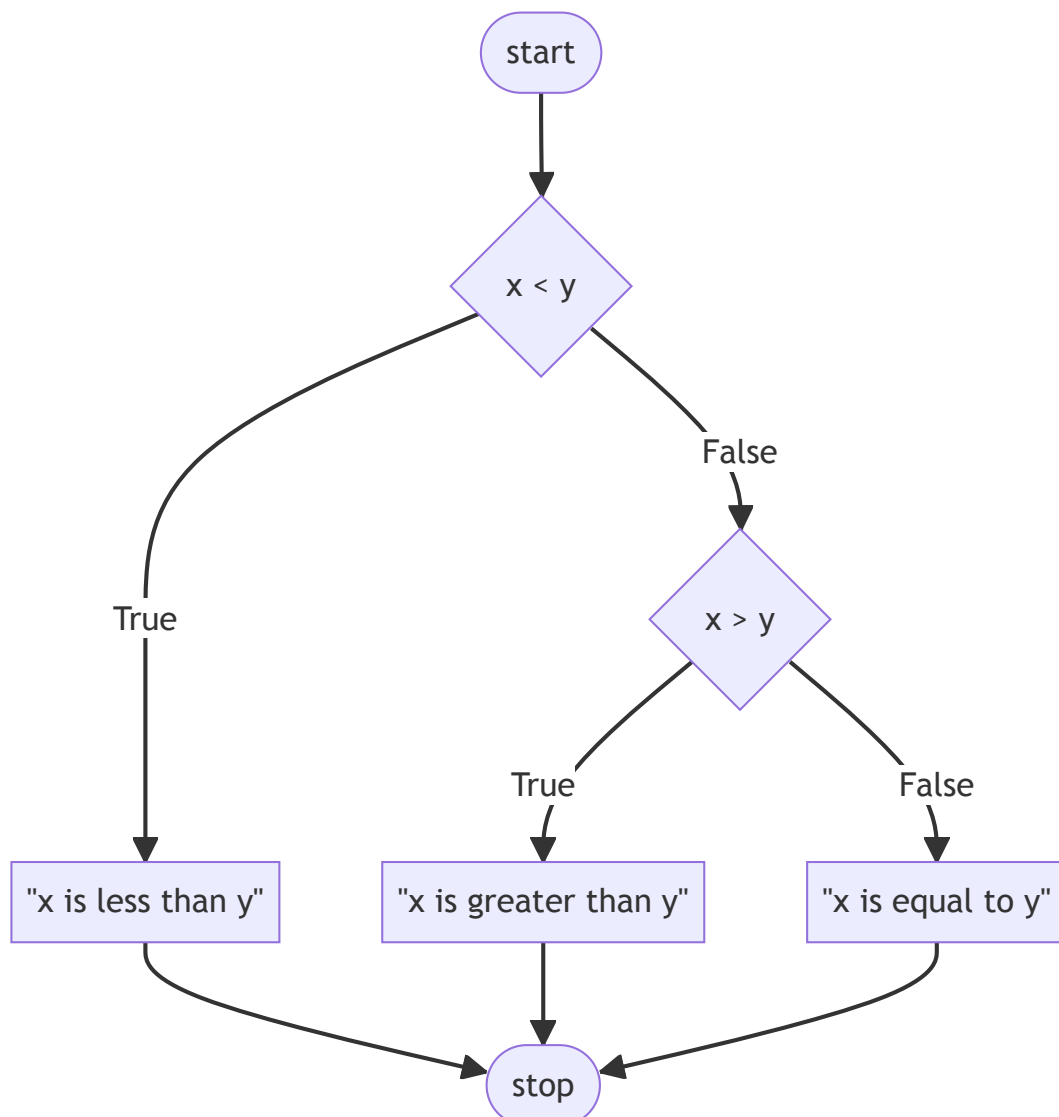 start
x < y
False
True
x > y
True
False
"x is less than y"
"x is greater than y"
"x is equal to y"
stop